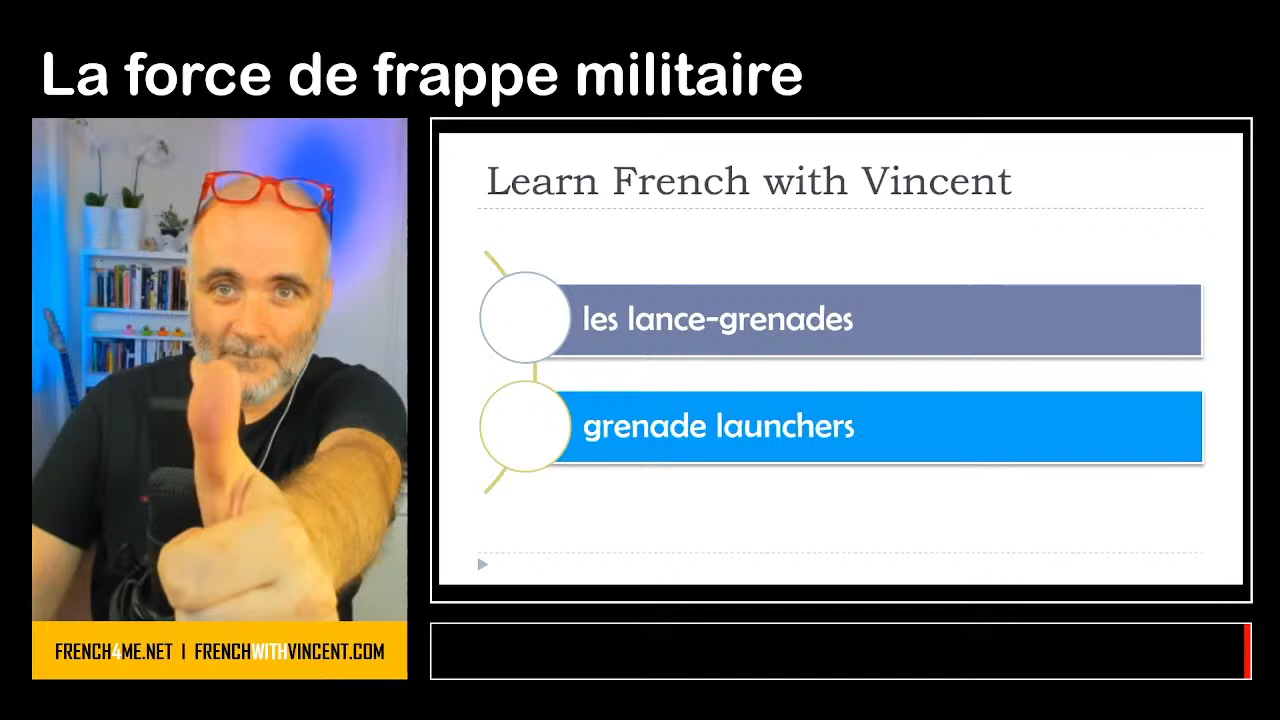 La force de frappe militaire
Learn French with Vincent
les lance-grenades
grenade launchers
FRENCH4ME.NET | FRENCHWITHVINCENT.COM